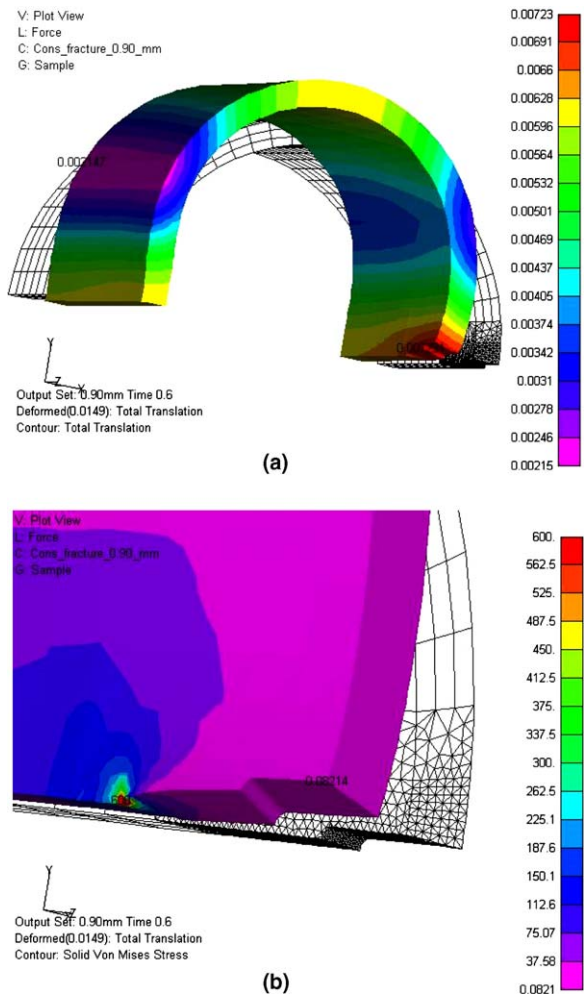 V: Plot View
L: Force
C: Cons_fracture_0.90_mm
G: Sample
0.002147
Y
Z X
Output Set: 0.90mm Time 0.6
Deformed(0.0149): Total Translation
Contour: Total Translation
0.00723
0.00691
0.0066
0.00628
0.00596
0.00564
0.00532
0.00501
0.00469
0.00437
0.00405
0.00374
0.00342
0.0031
0.00278
0.00246
0.00215
(a)
V: Plot View
L: Force
C: Cons_fracture_0.90_mm
G: Sample
0.08214
Y
Z
Output Set: 0.90mm Time 0.6
Deformed(0.0149): Total Translation
Contour: Solid Von Mises Stress
600.
562.5
525.
487.5
450.
412.5
375.
337.5
300.
262.5
225.1
187.6
150.1
112.6
75.07
37.58
0.0821
(b)